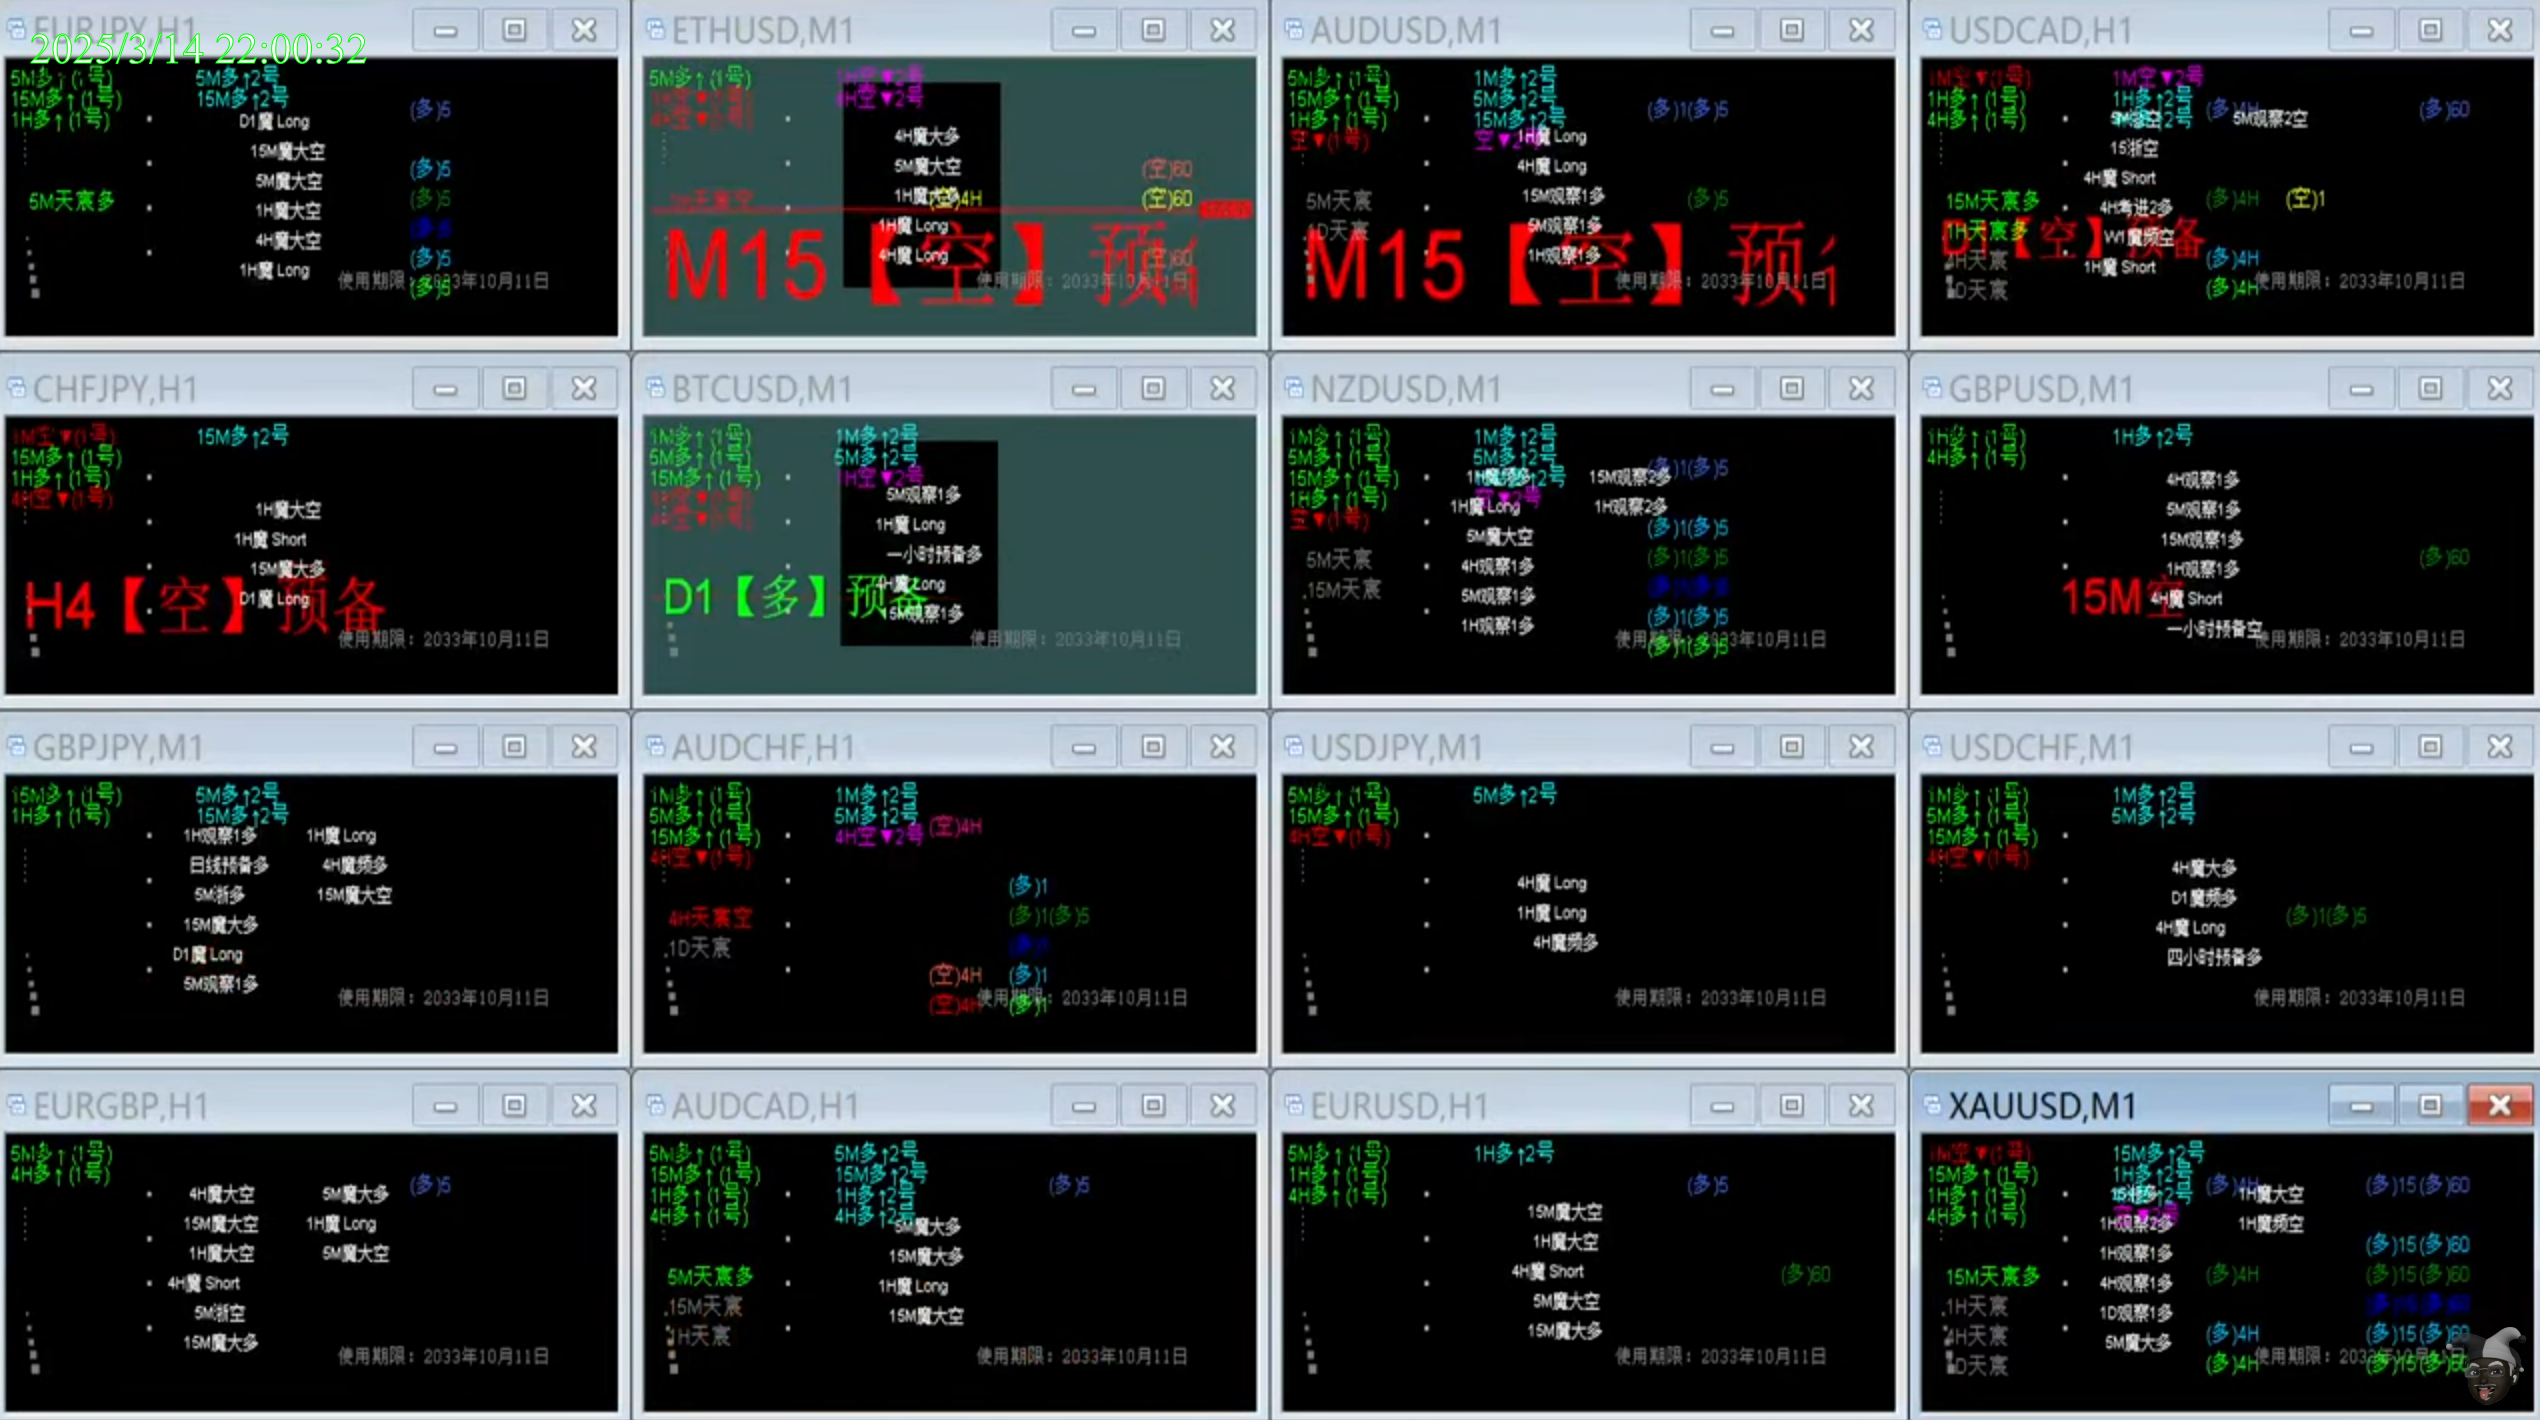 EURJPY,H1
2025/3/14 22:00:32
5M多↑(1号) 5M多↑2号
15M多↑(1号) 15M多↑2号
1H多↑(1号)
(多)5
D1魔 Long
15M魔大空
5M魔大空 (多)5
5M天宸多 (多)5
1H魔大空
4H魔大空 (多)5
1H魔 Long
使用期限：2033年10月11日
(多)5
ETHUSD,M1
5M多↑(1号) 1H空▼2号
4H空▼2号
4H魔大多
5M魔大空 (空)60
1H魔大多 (空)4H (空)60
1H魔 Long
M15【空】预备
4H魔 Long (空)60
使用期限：2033年10月11日
AUDUSD,M1
5M多↑(1号) 1M多↑2号
15M多↑(1号) 5M多↑2号 (多)1(多)5
1H多↑(1号) 15M多↑2号
空▼(1号) 空▼2号
1H魔 Long
4H魔 Long
15M观察1多
5M天宸 (多)5
5M观察1多
1D天宸
M15【空】预备
1H观察1多
使用期限：2033年10月11日
USDCAD,H1
1M空▼(1号) 1M空▼2号
1H多↑(1号) 1H多↑2号 (多)4H (多)60
4H多↑(1号) 5M观察2空
15浙空
4H魔 Short
15M天宸多 4H考进2多 (多)4H (空)1
1H天宸多 W1魔频空
D1【空】预备
4H天宸 1H魔 Short (多)4H
1D天宸 (多)4H
使用期限：2033年10月11日
CHFJPY,H1
1M空▼(1号) 15M多↑2号
15M多↑(1号)
1H多↑(1号)
4H空▼(1号)
1H魔大空
1H魔 Short
15M魔大多
D1魔 Long
H4【空】预备
使用期限：2033年10月11日
BTCUSD,M1
1M多↑(1号) 1M多↑2号
5M多↑(1号) 5M多↑2号
15M多↑(1号) 1H空▼2号
5M观察1多
1H魔 Long
一小时预备多
4H魔 Long
D1【多】预备
5M观察1多
使用期限：2033年10月11日
NZDUSD,M1
1M多↑(1号) 1M多↑2号
5M多↑(1号) 5M多↑2号 (多)1(多)5
15M多↑(1号) 15M观察2多
1H多↑(1号) 空▼2号
空▼(1号) 1H魔 Long 1H观察2多
5M魔大空 (多)1(多)5
5M天宸 4H观察1多 (多)1(多)5
15M天宸 5M观察1多
1H观察1多 (多)1(多)5
使用期限：2033年10月11日
(多)1(多)5
GBPUSD,M1
1H多↑(1号) 1H多↑2号
4H多↑(1号)
4H观察1多
5M观察1多
15M观察1多
1H观察1多 (多)60
15M空
4H魔 Short
一小时预备空
使用期限：2033年10月11日
GBPJPY,M1
15M多↑(1号) 5M多↑2号
1H多↑(1号) 15M多↑2号
1H观察1多 1H魔 Long
日线预备多 4H魔频多
5M浙多 15M魔大空
15M魔大多
D1魔 Long
5M观察1多
使用期限：2033年10月11日
AUDCHF,H1
1M多↑(1号) 1M多↑2号
5M多↑(1号) 5M多↑2号
15M多↑(1号) 4H空▼2号 (空)4H
4H空▼(1号)
(多)1
4H天宸空 (多)1(多)5
1D天宸
(空)4H (多)1
(空)4H (多)1
使用期限：2033年10月11日
USDJPY,M1
5M多↑(1号) 5M多↑2号
15M多↑(1号)
4H空▼(1号)
4H魔 Long
1H魔 Long
4H魔频多
使用期限：2033年10月11日
USDCHF,M1
1M多↑(1号) 1M多↑2号
5M多↑(1号) 5M多↑2号
15M多↑(1号)
4H空▼(1号)
4H魔大多
D1魔频多
4H魔 Long (多)1(多)5
四小时预备多
使用期限：2033年10月11日
EURGBP,H1
5M多↑(1号)
4H多↑(1号)
4H魔大空 5M魔大多 (多)5
15M魔大空 1H魔 Long
1H魔大空 5M魔大空
4H魔 Short
5M浙空
15M魔大多
使用期限：2033年10月11日
AUDCAD,H1
5M多↑(1号) 5M多↑2号
15M多↑(1号) 15M多↑2号
1H多↑(1号) 1H多↑2号 (多)5
4H多↑(1号) 4H多↑2号
5M魔大多
15M魔大多
5M天宸多 1H魔 Long
15M天宸 15M魔大空
1H天宸
使用期限：2033年10月11日
EURUSD,H1
5M多↑(1号) 1H多↑2号
1H多↑(1号)
4H多↑(1号) (多)5
15M魔大空
1H魔大空
4H魔 Short (多)60
5M魔大空
15M魔大多
使用期限：2033年10月11日
XAUUSD,M1
1M空▼(1号) 15M多↑2号
15M多↑(1号) 1H多↑2号
1H多↑(1号) (多)4H 1H魔大空 (多)15(多)60
4H多↑(1号) 1H观察2多 1H魔频空
1H观察1多 (多)15(多)60
15M天宸多 4H观察1多 (多)4H (多)15(多)60
1H天宸 1D观察1多
4H天宸 5M魔大多 (多)4H (多)15(多)60
1D天宸 (多)4H (多)15(多)60